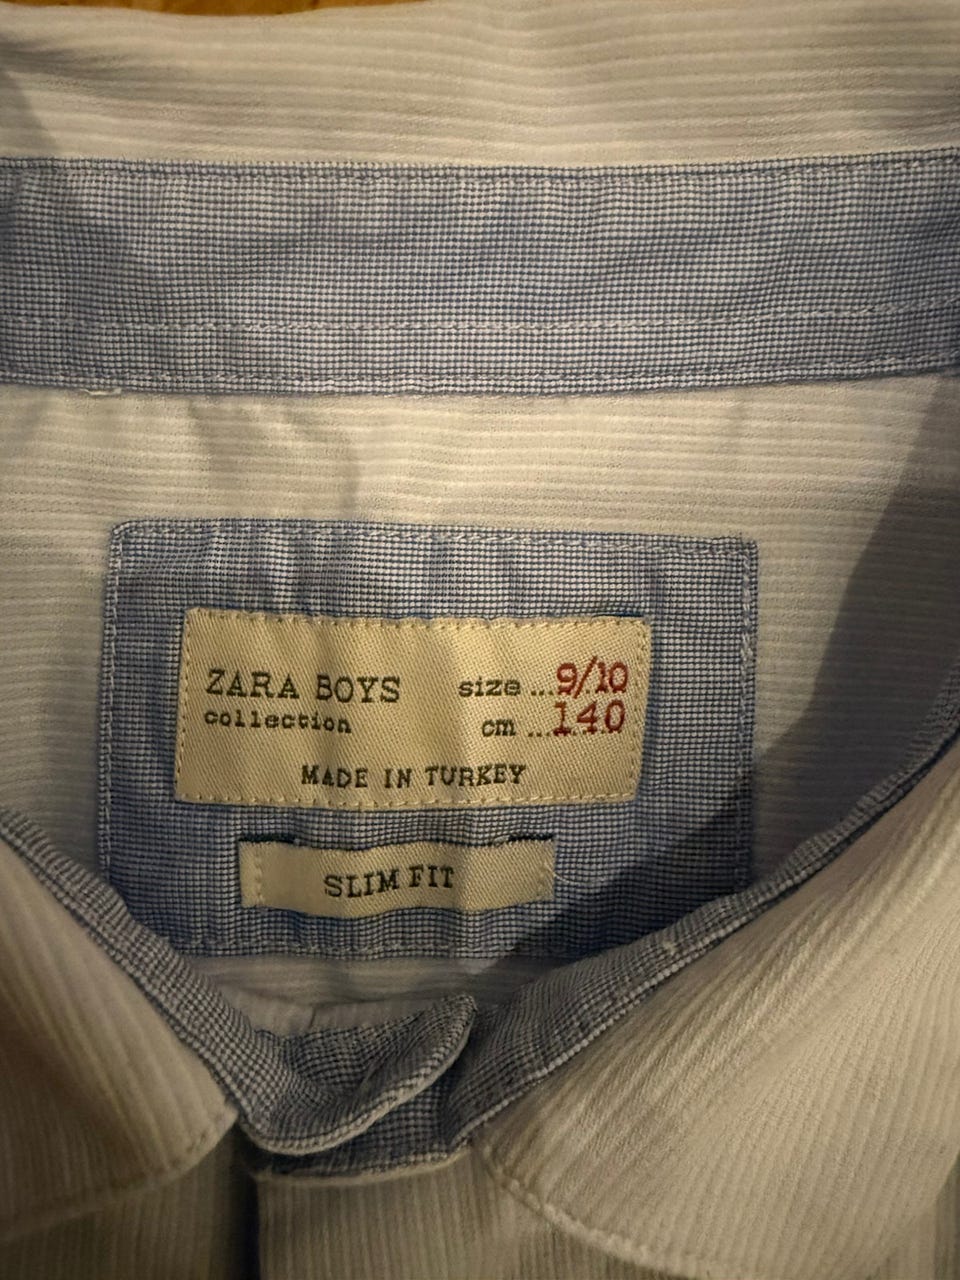 ZARA BOYS size ... 9/10
collection cm ... 140
MADE IN TURKEY
SLIM FIT